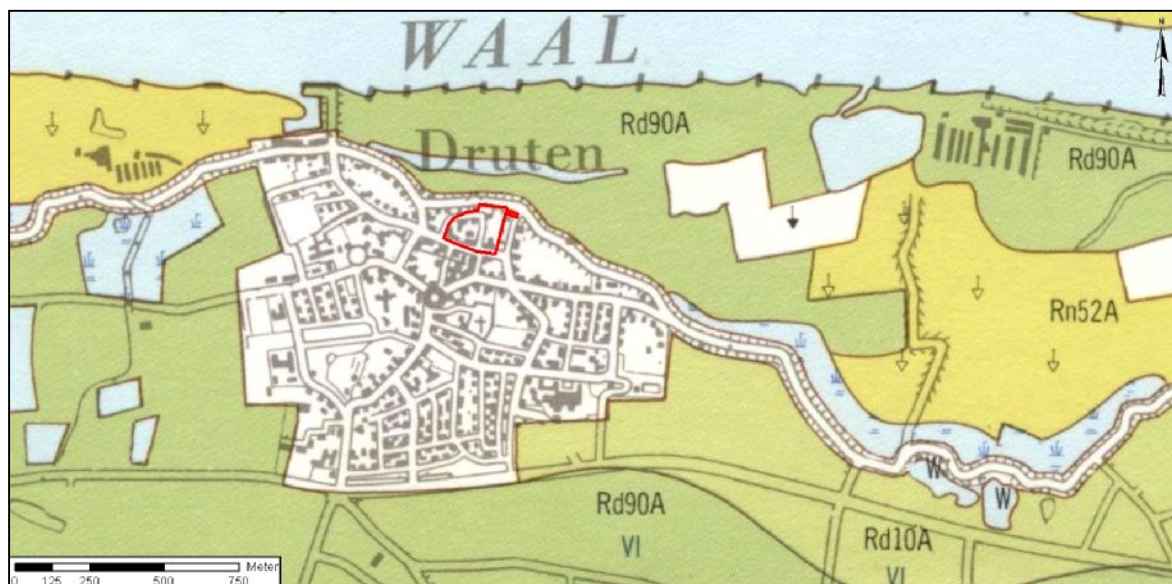 WAAL
N
Rd90A
Druten
Rd90A
Rn52A
W
W
Rd90A
VI
Rd10A
VI
Meter
0 125 250 500 750